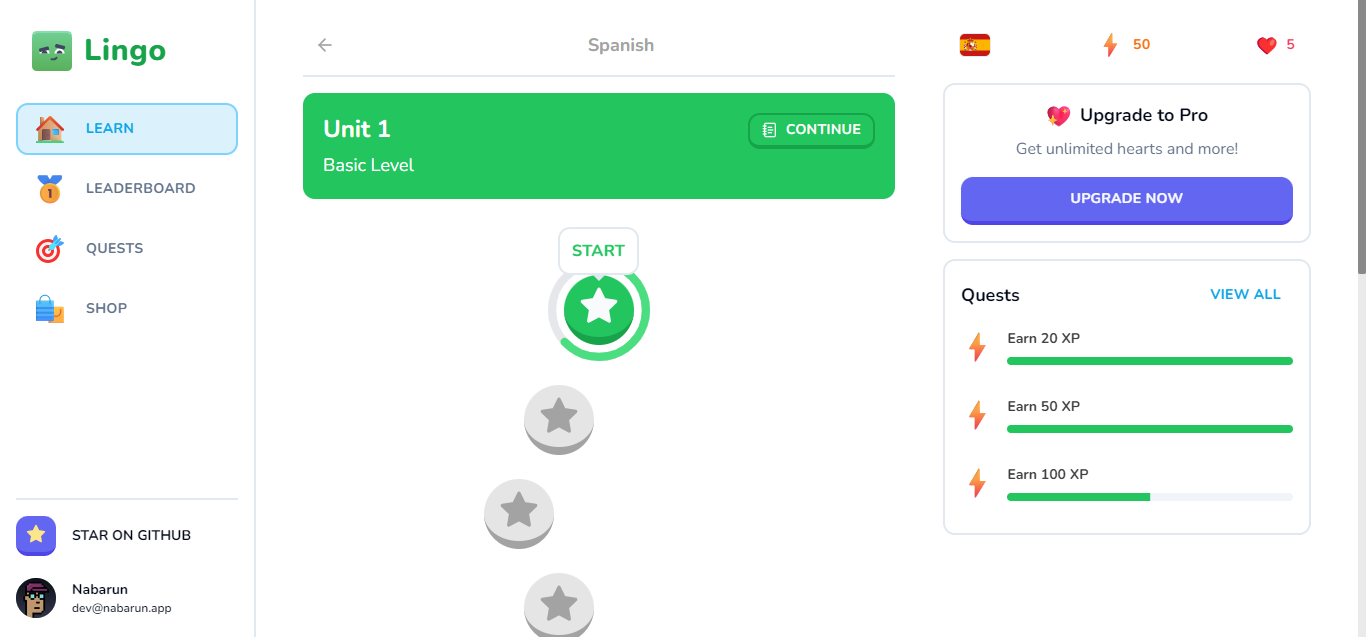 Lingo
LEARN
LEADERBOARD
QUESTS
SHOP
STAR ON GITHUB
Nabarun
dev@nabarun.app
Spanish
Unit 1
Basic Level
CONTINUE
START
50
5
Upgrade to Pro
Get unlimited hearts and more!
UPGRADE NOW
Quests
VIEW ALL
Earn 20 XP
Earn 50 XP
Earn 100 XP